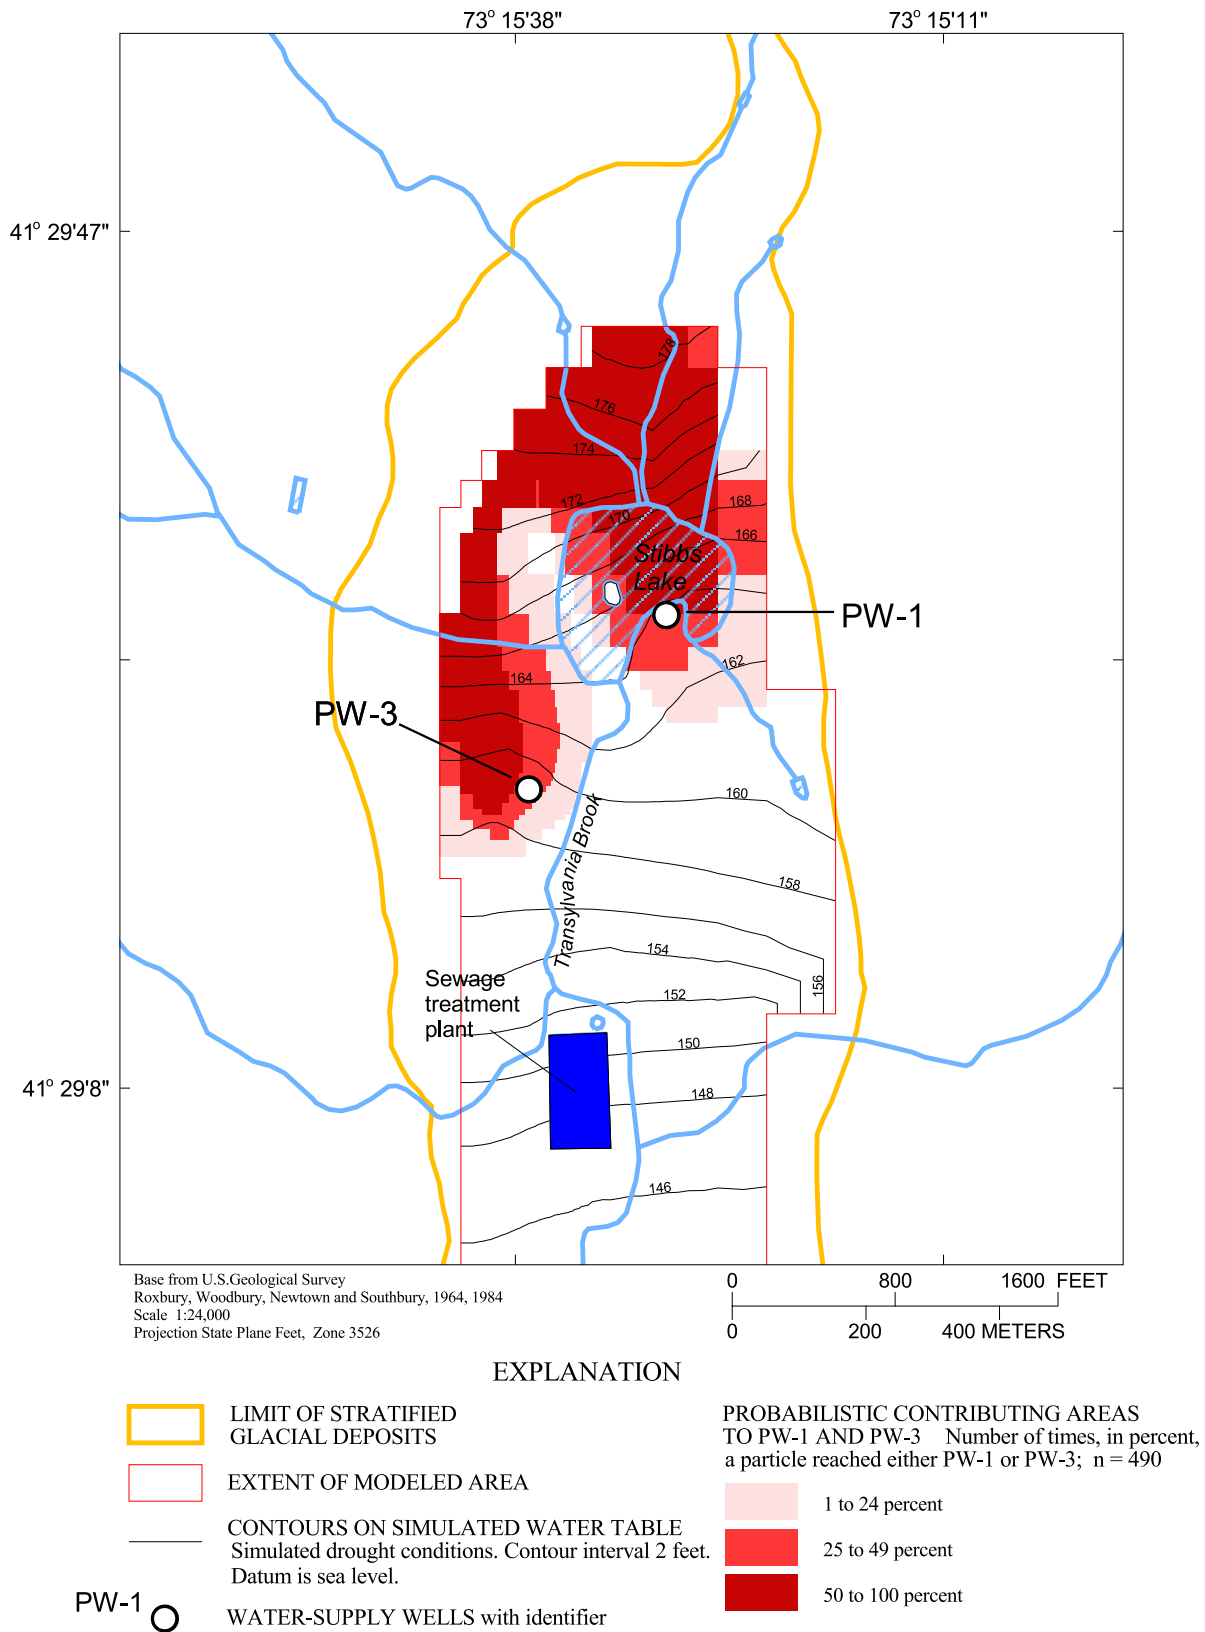 73° 15'38" 73° 15'11"
41° 29'47"
178
176
174
172
170
168
166
Stibbs
Lake
PW-1
162
164
PW-3
160
Transylvania Brook
158
154
156
Sewage
treatment
plant
152
150
41° 29'8"
148
146
Base from U.S.Geological Survey
Roxbury, Woodbury, Newtown and Southbury, 1964, 1984
Scale 1:24,000
Projection State Plane Feet, Zone 3526
0 800 1600 FEET
0 200 400 METERS
EXPLANATION
LIMIT OF STRATIFIED
GLACIAL DEPOSITS
EXTENT OF MODELED AREA
CONTOURS ON SIMULATED WATER TABLE
Simulated drought conditions. Contour interval 2 feet.
Datum is sea level.
PW-1
WATER-SUPPLY WELLS with identifier
PROBABILISTIC CONTRIBUTING AREAS
TO PW-1 AND PW-3 Number of times, in percent,
a particle reached either PW-1 or PW-3; n = 490
1 to 24 percent
25 to 49 percent
50 to 100 percent